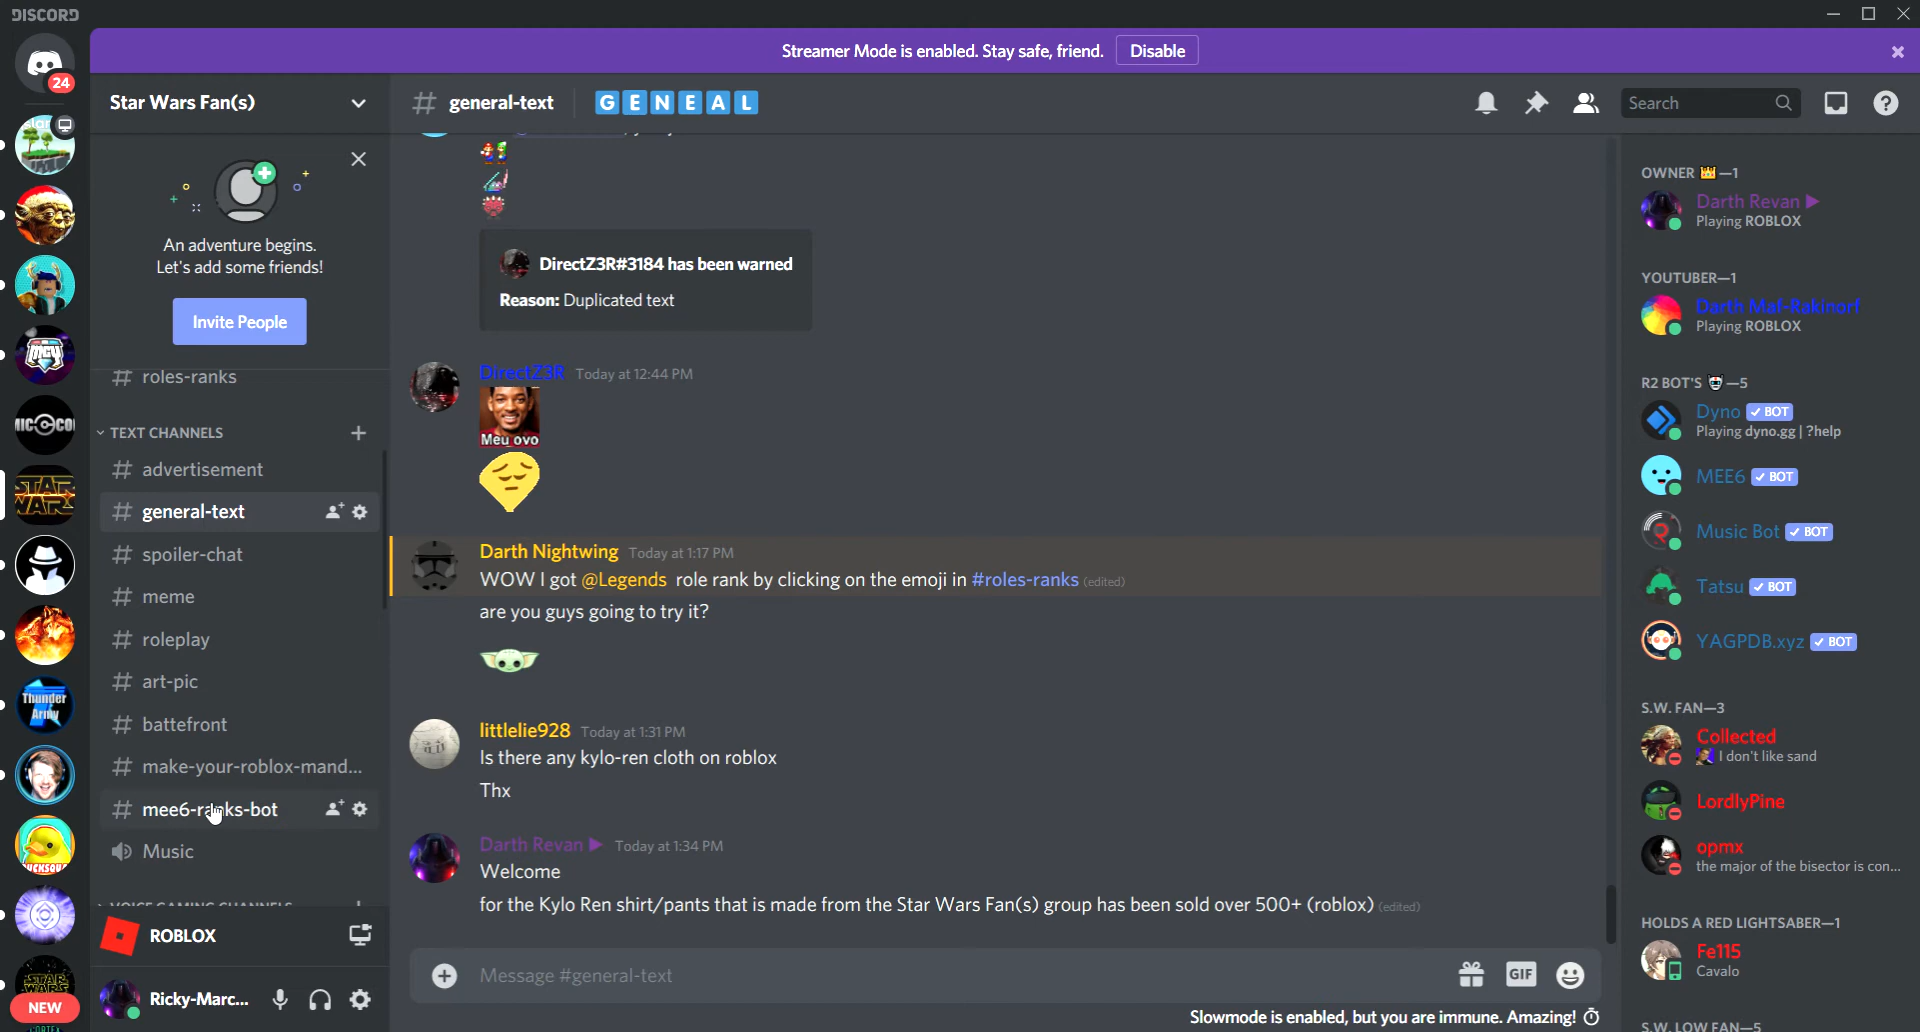 DISCORD
Streamer Mode is enabled. Stay safe, friend. Disable
24
Star Wars Fan(s)
An adventure begins.
Let's add some friends!
Invite People
# roles-ranks
TEXT CHANNELS
# advertisement
# general-text
# spoiler-chat
# meme
# roleplay
# art-pic
# battefront
# make-your-roblox-mand...
# mee6-ranks-bot
Music
ROBLOX
Ricky-Marc...
Thunder
Army
NEW
# general-text
G E N E A L
Search
DirectZ3R#3184 has been warned
Reason: Duplicated text
DirectZ3R Today at 12:44 PM
Meu ovo
Darth Nightwing Today at 1:17 PM
WOW I got @Legends role rank by clicking on the emoji in #roles-ranks (edited)
are you guys going to try it?
littlelie928 Today at 1:31 PM
Is there any kylo-ren cloth on roblox
Thx
Darth Revan Today at 1:34 PM
Welcome
for the Kylo Ren shirt/pants that is made from the Star Wars Fan(s) group has been sold over 500+ (roblox) (edited)
Message #general-text
GIF
Slowmode is enabled, but you are immune. Amazing!
OWNER —1
Darth Revan
Playing ROBLOX
YOUTUBER—1
Darth Maf-Rakinorf
Playing ROBLOX
R2 BOT'S —5
Dyno BOT
Playing dyno.gg | ?help
MEE6 BOT
Music Bot BOT
Tatsu BOT
YAGPDB.xyz BOT
S.W. FAN—3
Collected
I don't like sand
LordlyPine
opmx
the major of the bisector is con...
HOLDS A RED LIGHTSABER—1
Fe115
Cavalo
S.W. LOW FAN—5